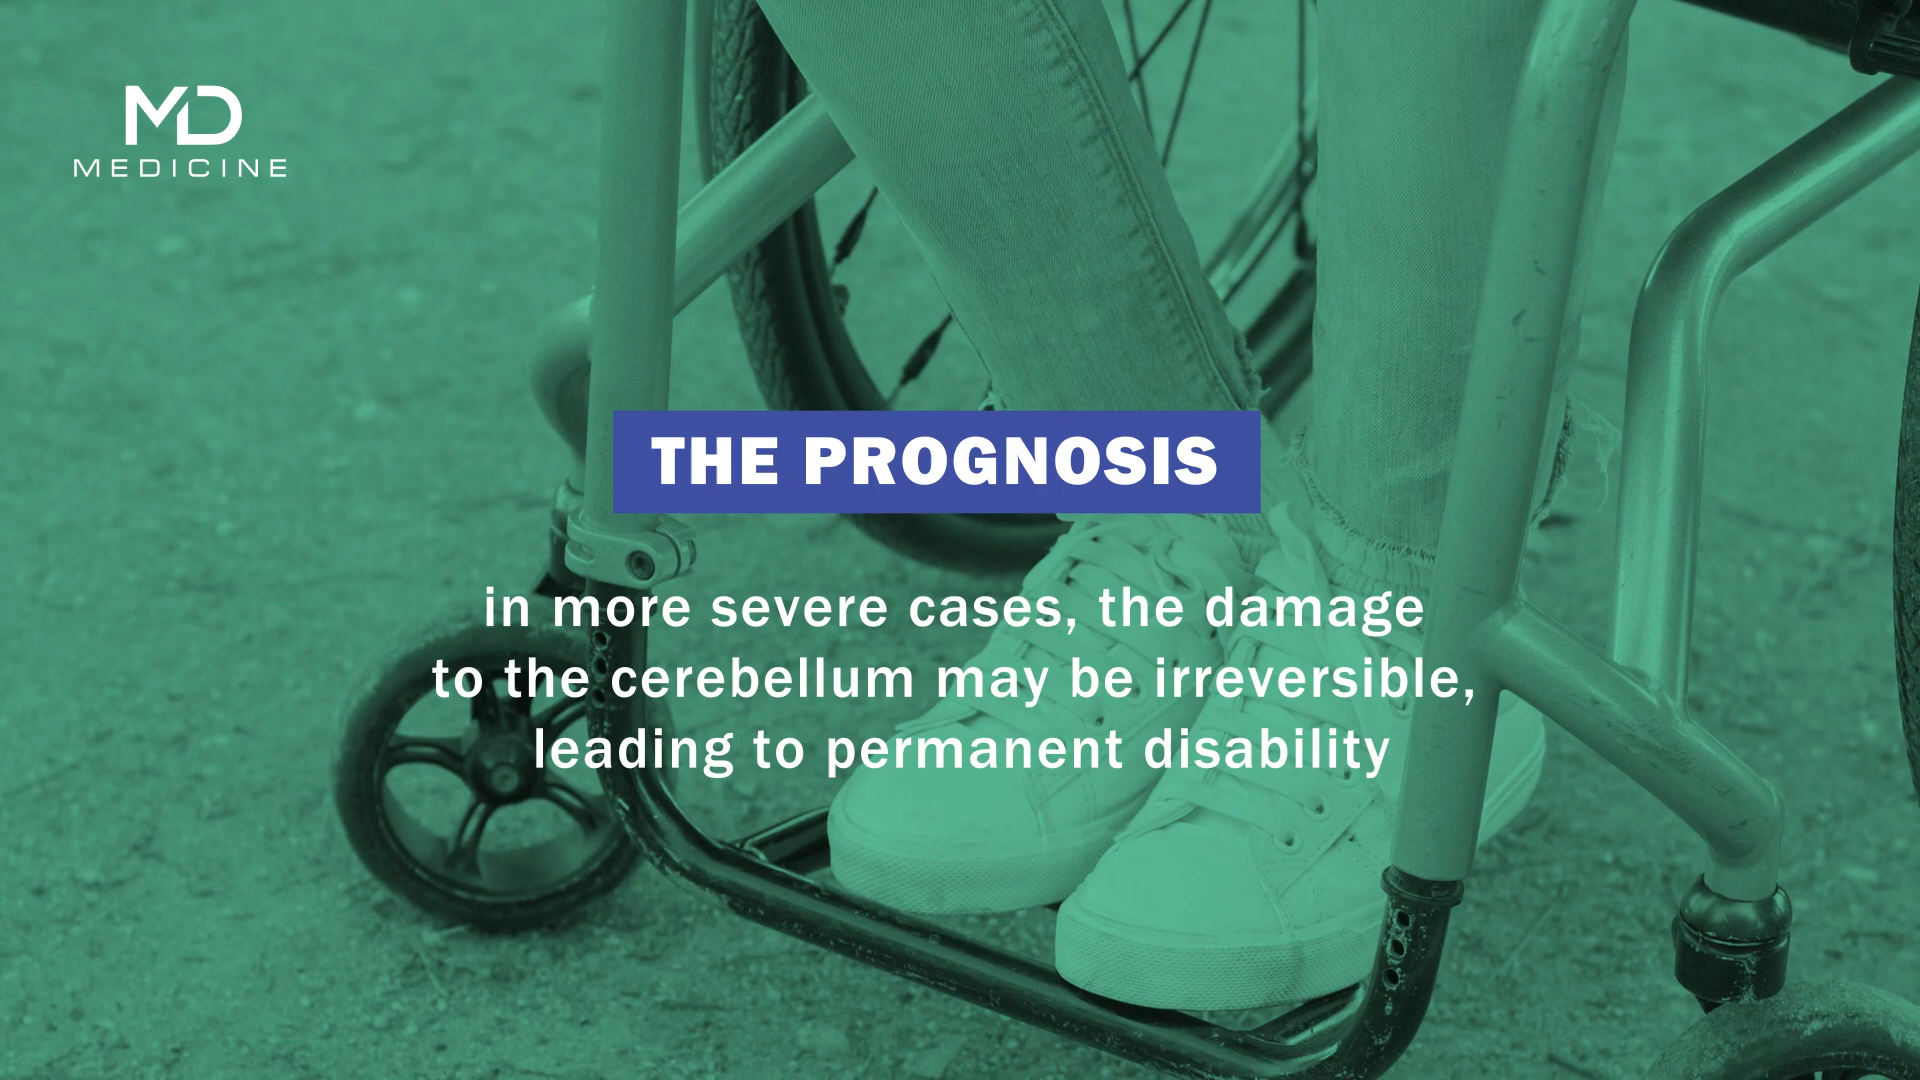 MD
MEDICINE
THE PROGNOSIS
in more severe cases, the damage
to the cerebellum may be irreversible,
leading to permanent disability